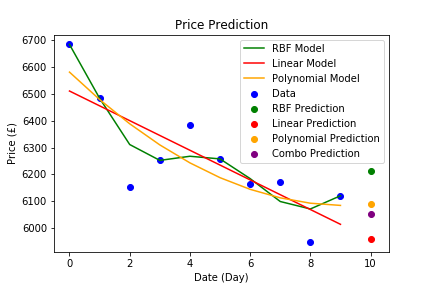 Price Prediction
6700
6600
6500
6400
6300
6200
6100
6000
Price (£)
RBF Model
Linear Model
Polynomial Model
Data
RBF Prediction
Linear Prediction
Polynomial Prediction
Combo Prediction
0 2 4 6 8 10
Date (Day)